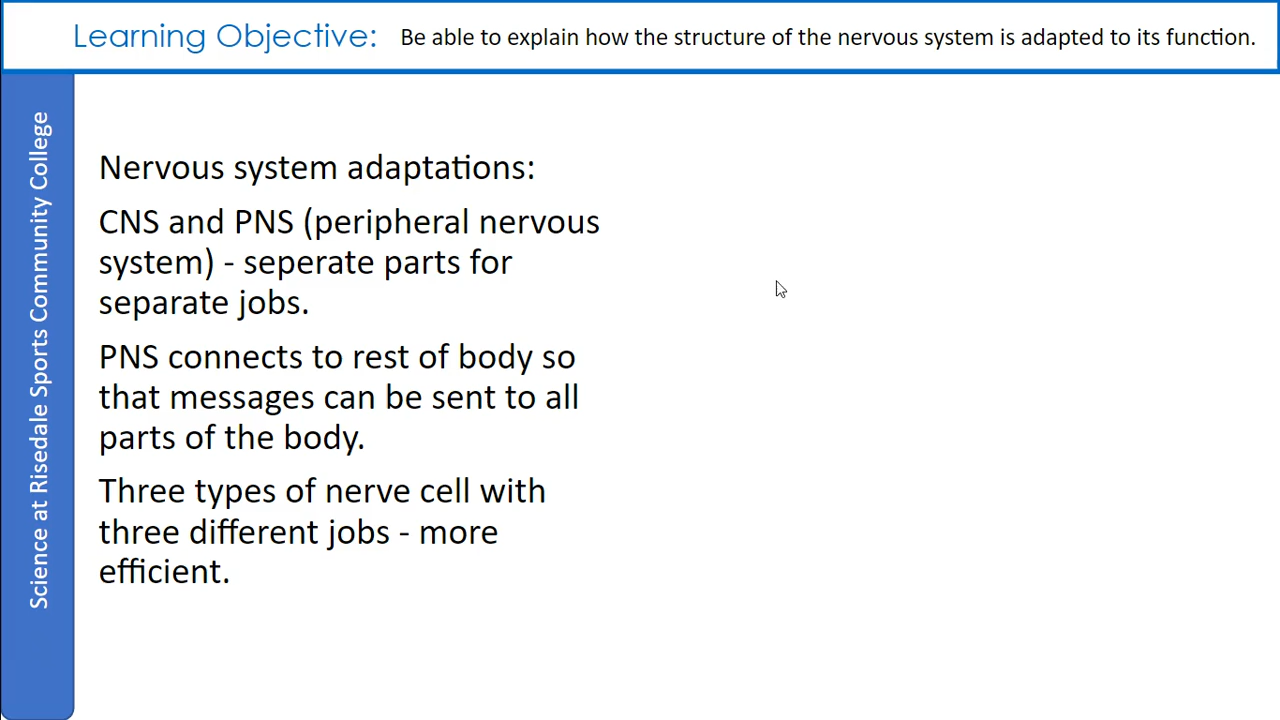 Learning Objective: Be able to explain how the structure of the nervous system is adapted to its function.
Science at Risedale Sports Community College
Nervous system adaptations:
CNS and PNS (peripheral nervous
system) - seperate parts for
separate jobs.
PNS connects to rest of body so
that messages can be sent to all
parts of the body.
Three types of nerve cell with
three different jobs - more
efficient.